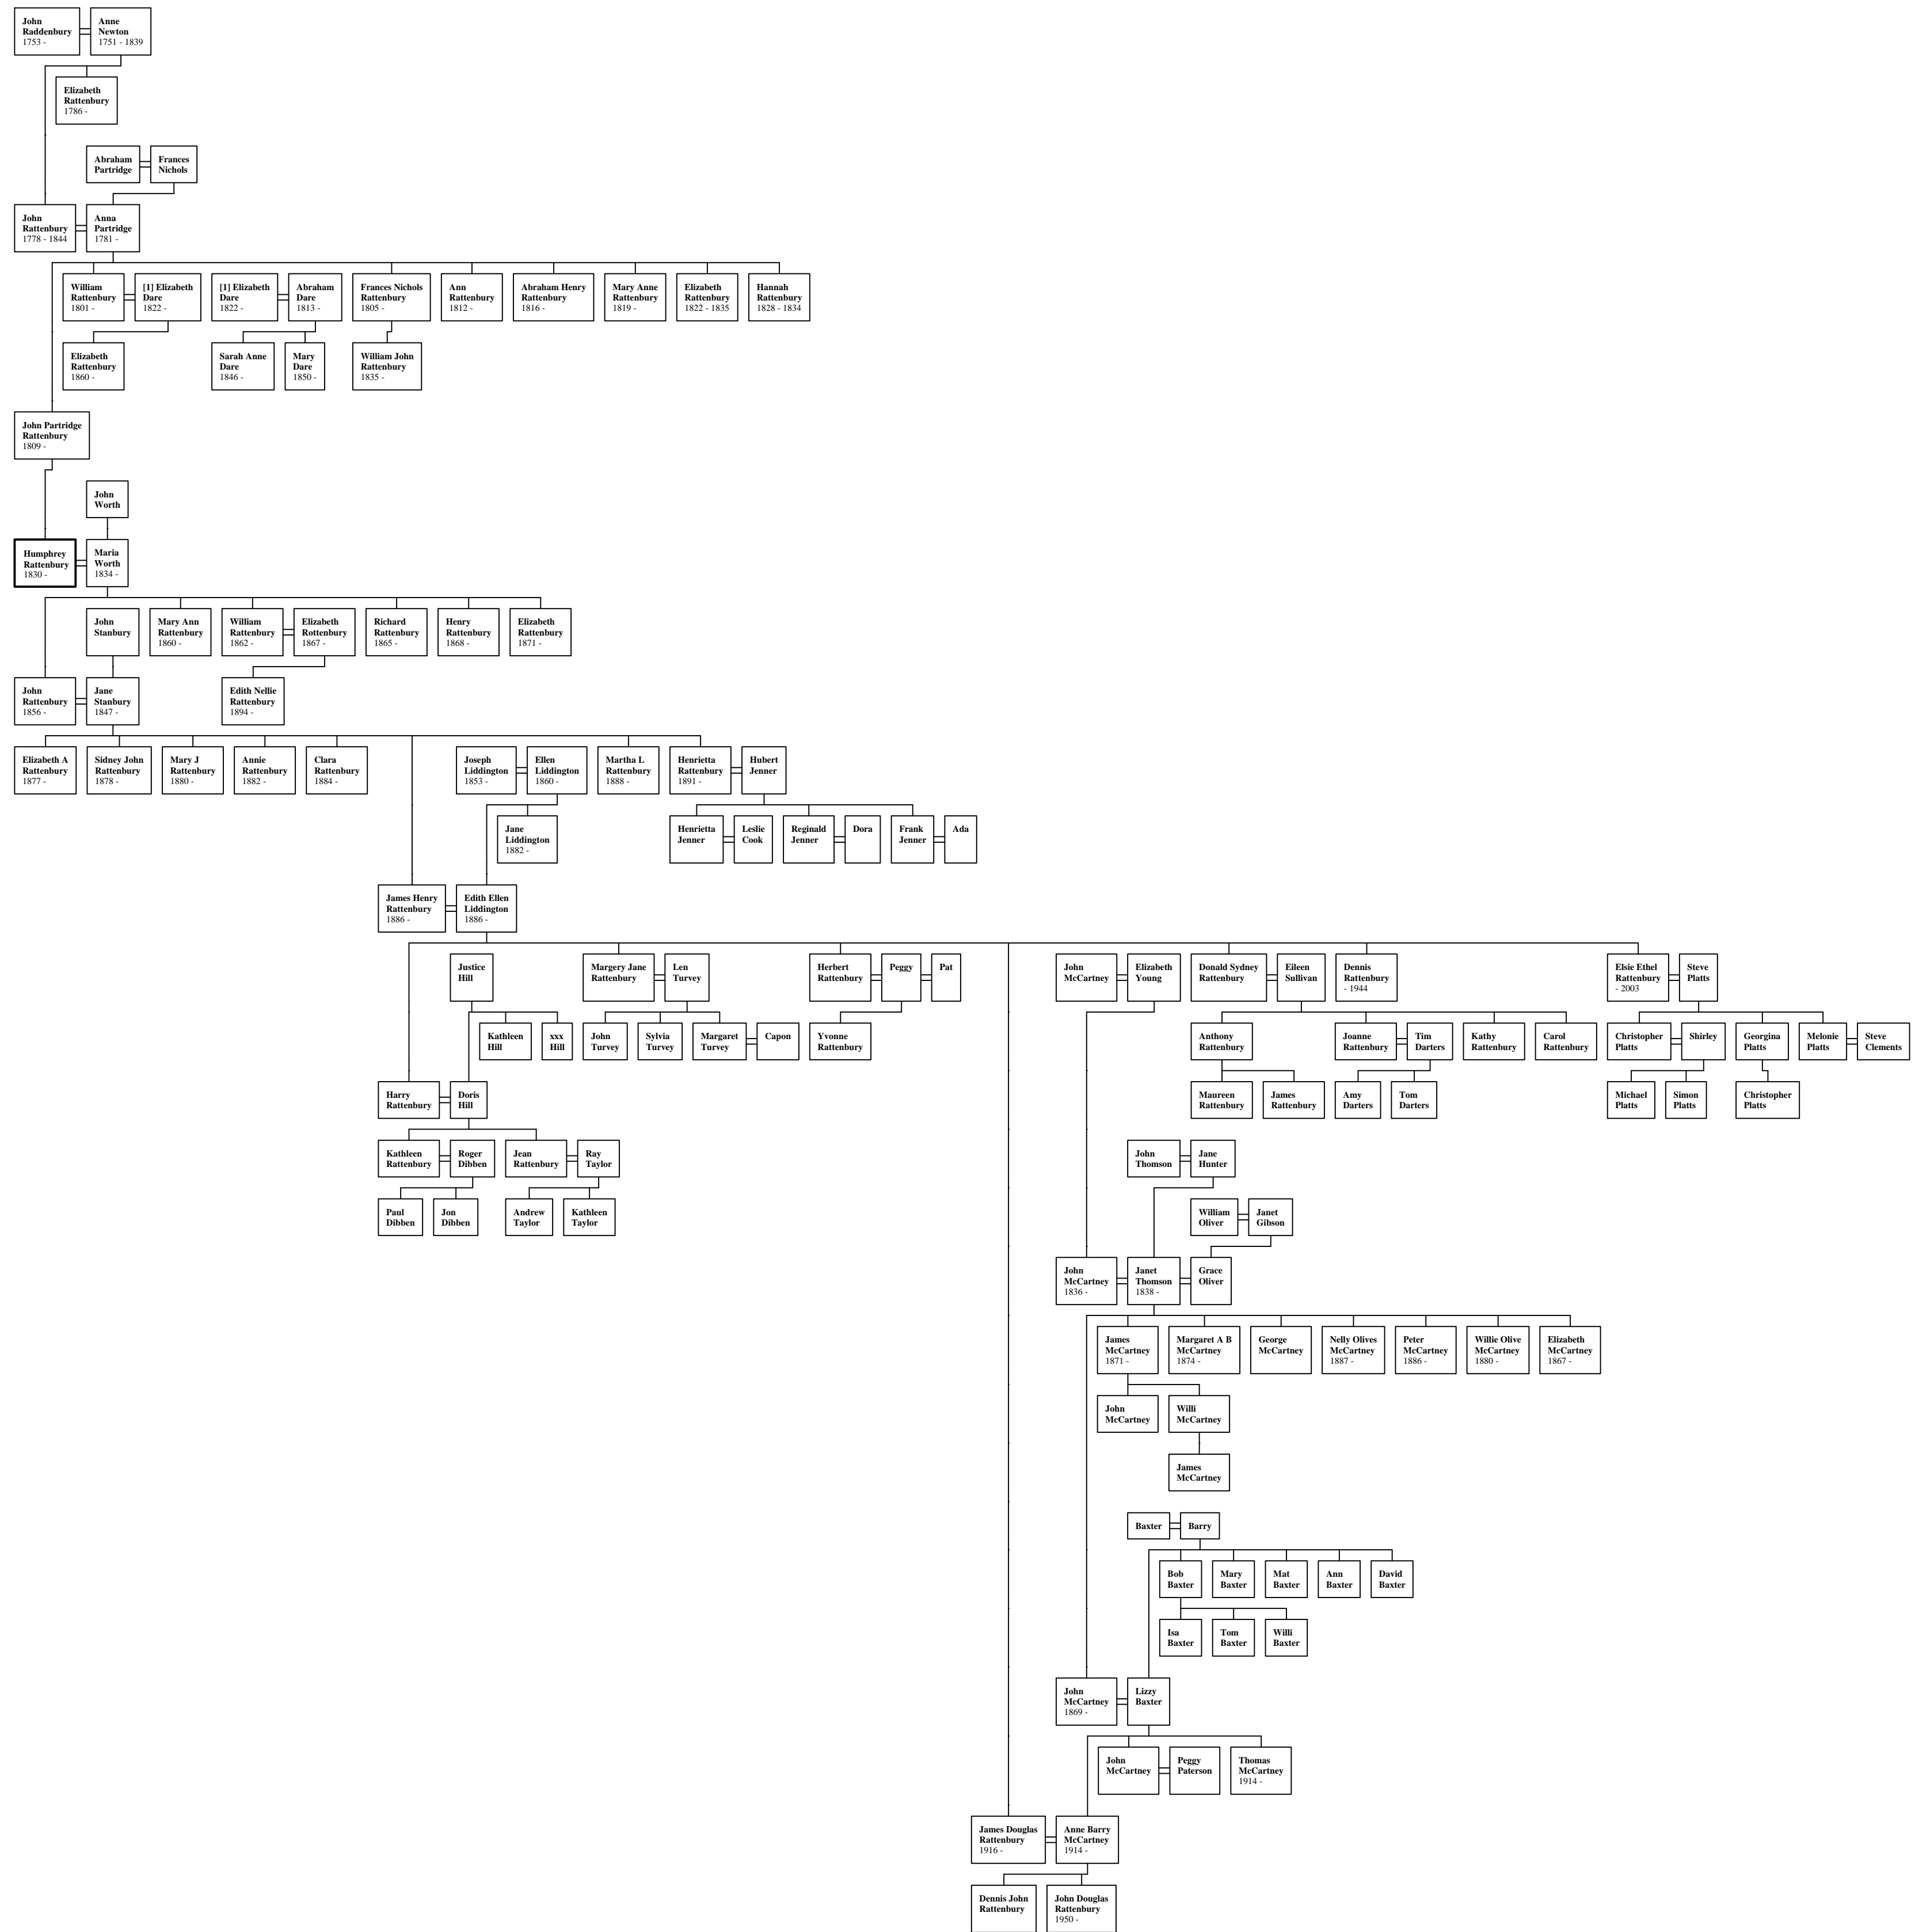 John
Raddenbury
1753 -
Anne
Newton
1751 - 1839
Elizabeth
Rattenbury
1786 -
Abraham
Partridge
Frances
Nichols
John
Rattenbury
1778 - 1844
Anna
Partridge
1781 -
William
Rattenbury
1801 -
[1] Elizabeth
Dare
1822 -
[1] Elizabeth
Dare
1822 -
Abraham
Dare
1813 -
Frances Nichols
Rattenbury
1805 -
Ann
Rattenbury
1812 -
Abraham Henry
Rattenbury
1816 -
Mary Anne
Rattenbury
1819 -
Elizabeth
Rattenbury
1822 - 1835
Hannah
Rattenbury
1828 - 1834
Elizabeth
Rattenbury
1860 -
Sarah Anne
Dare
1846 -
Mary
Dare
1850 -
William John
Rattenbury
1835 -
John Partridge
Rattenbury
1809 -
John
Worth
Humphrey
Rattenbury
1830 -
Maria
Worth
1834 -
John
Stanbury
Mary Ann
Rattenbury
1860 -
William
Rattenbury
1862 -
Elizabeth
Rottenbury
1867 -
Richard
Rattenbury
1865 -
Henry
Rattenbury
1868 -
Elizabeth
Rattenbury
1871 -
John
Rattenbury
1856 -
Jane
Stanbury
1847 -
Edith Nellie
Rattenbury
1894 -
Elizabeth A
Rattenbury
1877 -
Sidney John
Rattenbury
1878 -
Mary J
Rattenbury
1880 -
Annie
Rattenbury
1882 -
Clara
Rattenbury
1884 -
Joseph
Liddington
1853 -
Ellen
Liddington
1860 -
Martha L
Rattenbury
1888 -
Henrietta
Rattenbury
1891 -
Hubert
Jenner
Jane
Liddington
1882 -
Henrietta
Jenner
Leslie
Cook
Reginald
Jenner
Dora
Frank
Jenner
Ada
James Henry
Rattenbury
1886 -
Edith Ellen
Liddington
1886 -
Justice
Hill
Margery Jane
Rattenbury
Len
Turvey
Herbert
Rattenbury
Peggy
Pat
John
McCartney
Elizabeth
Young
Donald Sydney
Rattenbury
Eileen
Sullivan
Dennis
Rattenbury
- 1944
Elsie Ethel
Rattenbury
- 2003
Steve
Platts
Kathleen
Hill
xxx
Hill
John
Turvey
Sylvia
Turvey
Margaret
Turvey
Capon
Yvonne
Rattenbury
Anthony
Rattenbury
Joanne
Rattenbury
Tim
Darters
Kathy
Rattenbury
Carol
Rattenbury
Christopher
Platts
Shirley
Georgina
Platts
Melonie
Platts
Steve
Clements
Harry
Rattenbury
Doris
Hill
Maureen
Rattenbury
James
Rattenbury
Amy
Darters
Tom
Darters
Michael
Platts
Simon
Platts
Christopher
Platts
Kathleen
Rattenbury
Roger
Dibben
Jean
Rattenbury
Ray
Taylor
John
Thomson
Jane
Hunter
Paul
Dibben
Jon
Dibben
Andrew
Taylor
Kathleen
Taylor
William
Oliver
Janet
Gibson
John
McCartney
1836 -
Janet
Thomson
1838 -
Grace
Oliver
James
McCartney
1871 -
Margaret A B
McCartney
1874 -
George
McCartney
Nelly Olives
McCartney
1887 -
Peter
McCartney
1886 -
Willie Olive
McCartney
1880 -
Elizabeth
McCartney
1867 -
John
McCartney
Willi
McCartney
James
McCartney
Baxter
Barry
Bob
Baxter
Mary
Baxter
Mat
Baxter
Ann
Baxter
David
Baxter
Isa
Baxter
Tom
Baxter
Willi
Baxter
John
McCartney
1869 -
Lizzy
Baxter
John
McCartney
Peggy
Paterson
Thomas
McCartney
1914 -
James Douglas
Rattenbury
1916 -
Anne Barry
McCartney
1914 -
Dennis John
Rattenbury
John Douglas
Rattenbury
1950 -